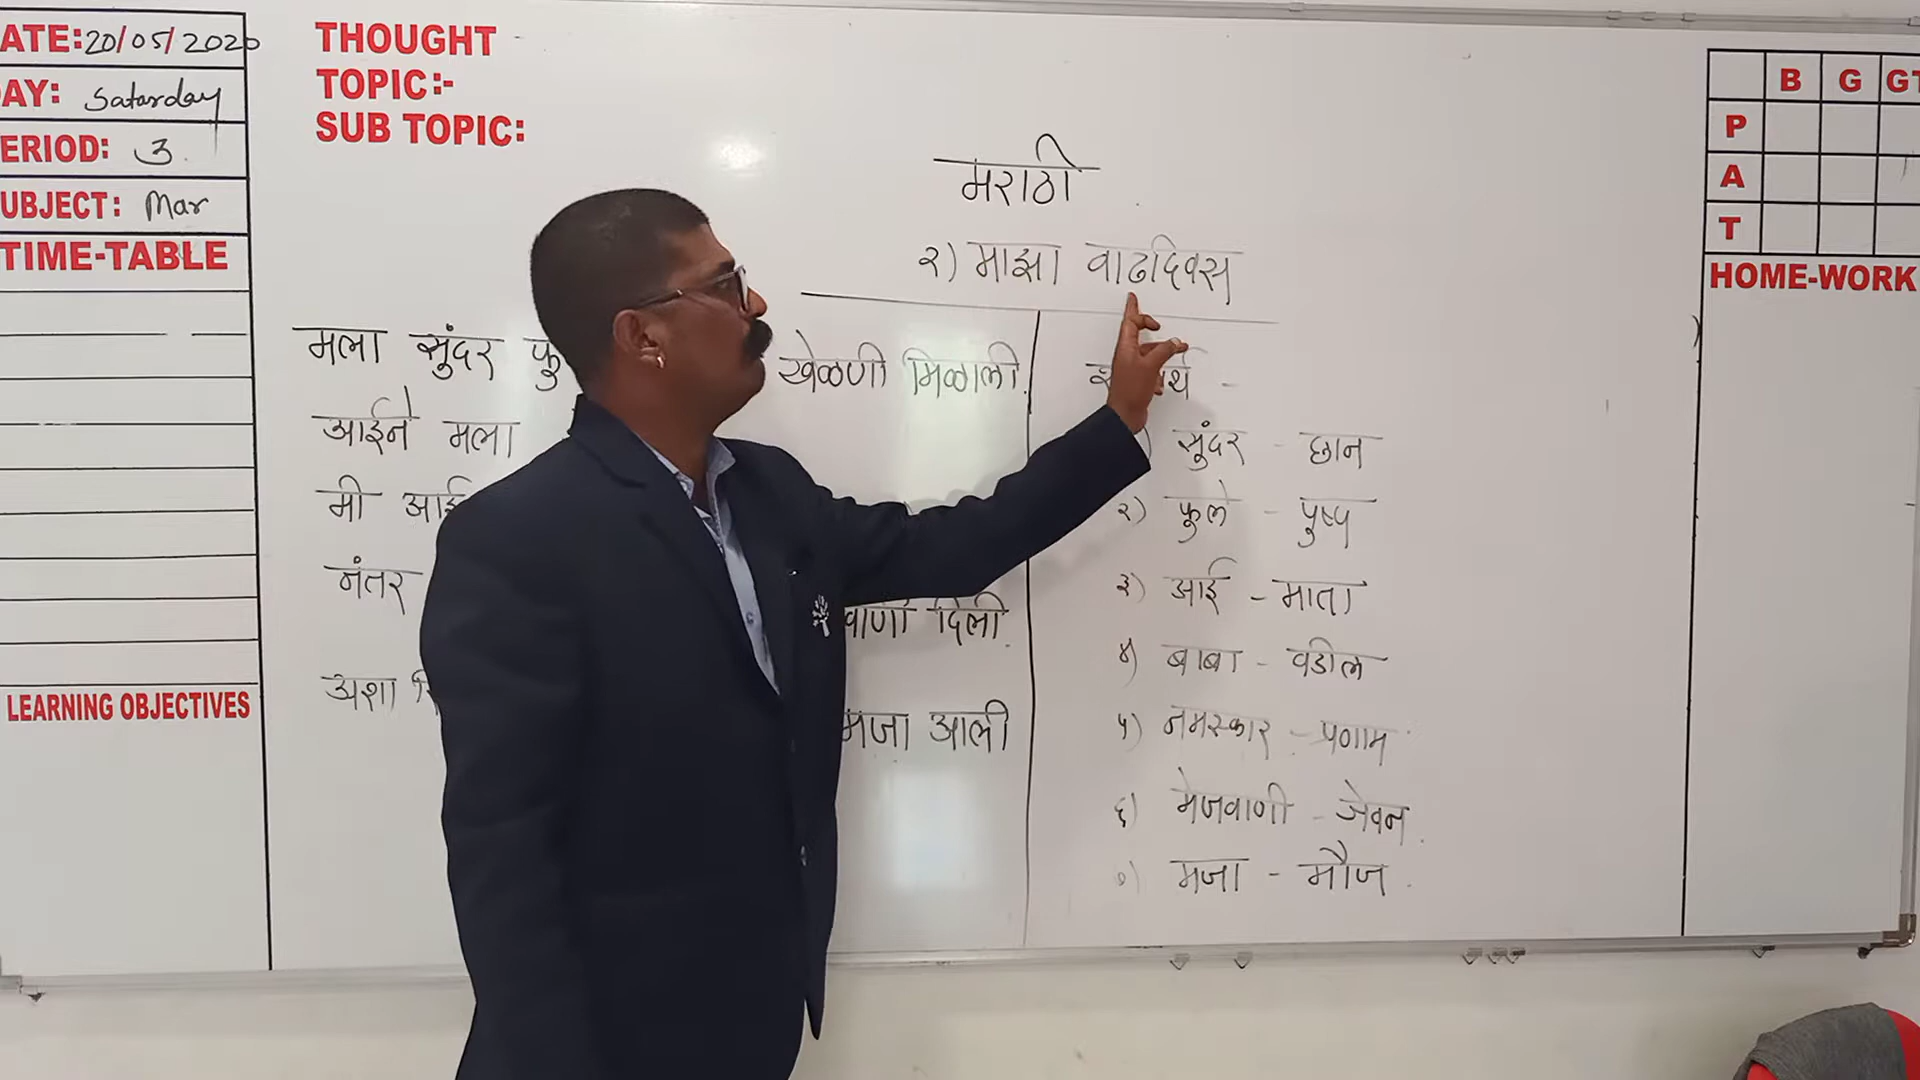 ATE: 20/05/2020
AY: Saturday
ERIOD: 3
UBJECT: Mar
TIME-TABLE
LEARNING OBJECTIVES
THOUGHT
TOPIC:-
SUB TOPIC:
मराठी
२) माझा वाढदिवस
मला सुंदर खेळणी मिळाली.
आईने मला
मी
नंतर दिली.
अशा मजा आली
१) सुंदर - छान
२) फुले - पुष्प
३) आई - माता
४) बाबा - वडील
५) नमस्कार - प्रणाम
६) मेजवाणी - जेवन.
७) मजा - मौज.
B G GT
P
A
T
HOME-WORK